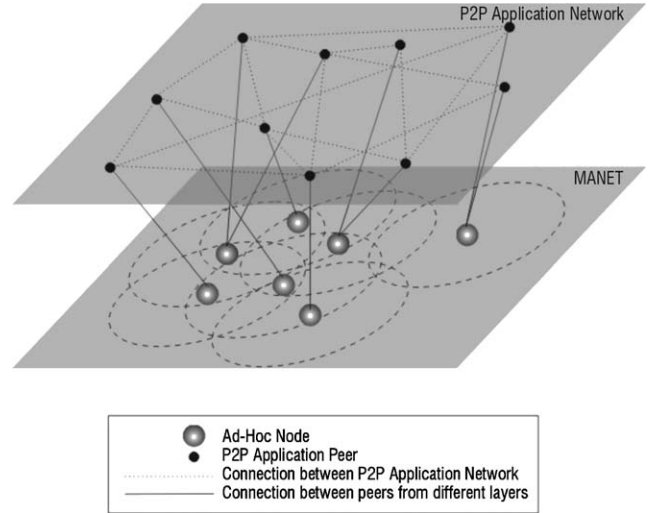 P2P Application Network
MANET
Ad-Hoc Node
P2P Application Peer
Connection between P2P Application Network
Connection between peers from different layers